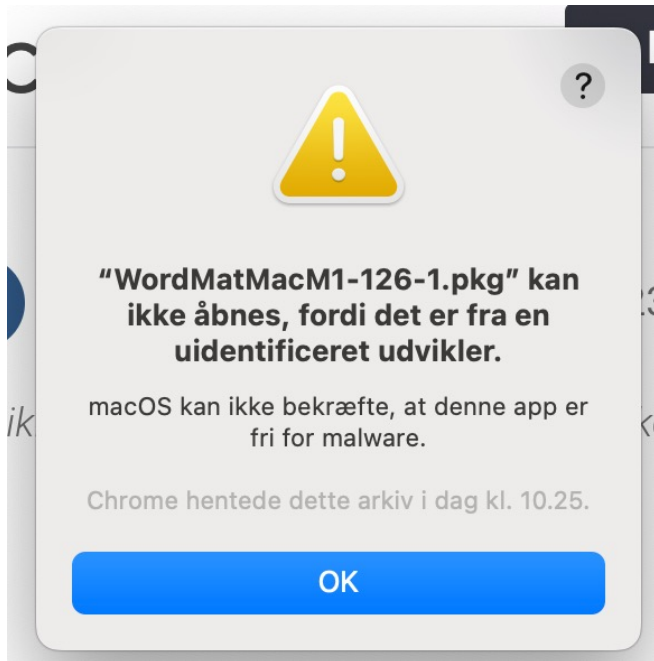 ?
“WordMatMacM1-126-1.pkg” kan
ikke åbnes, fordi det er fra en
uidentificeret udvikler.
macOS kan ikke bekræfte, at denne app er
fri for malware.
Chrome hentede dette arkiv i dag kl. 10.25.
OK
ik